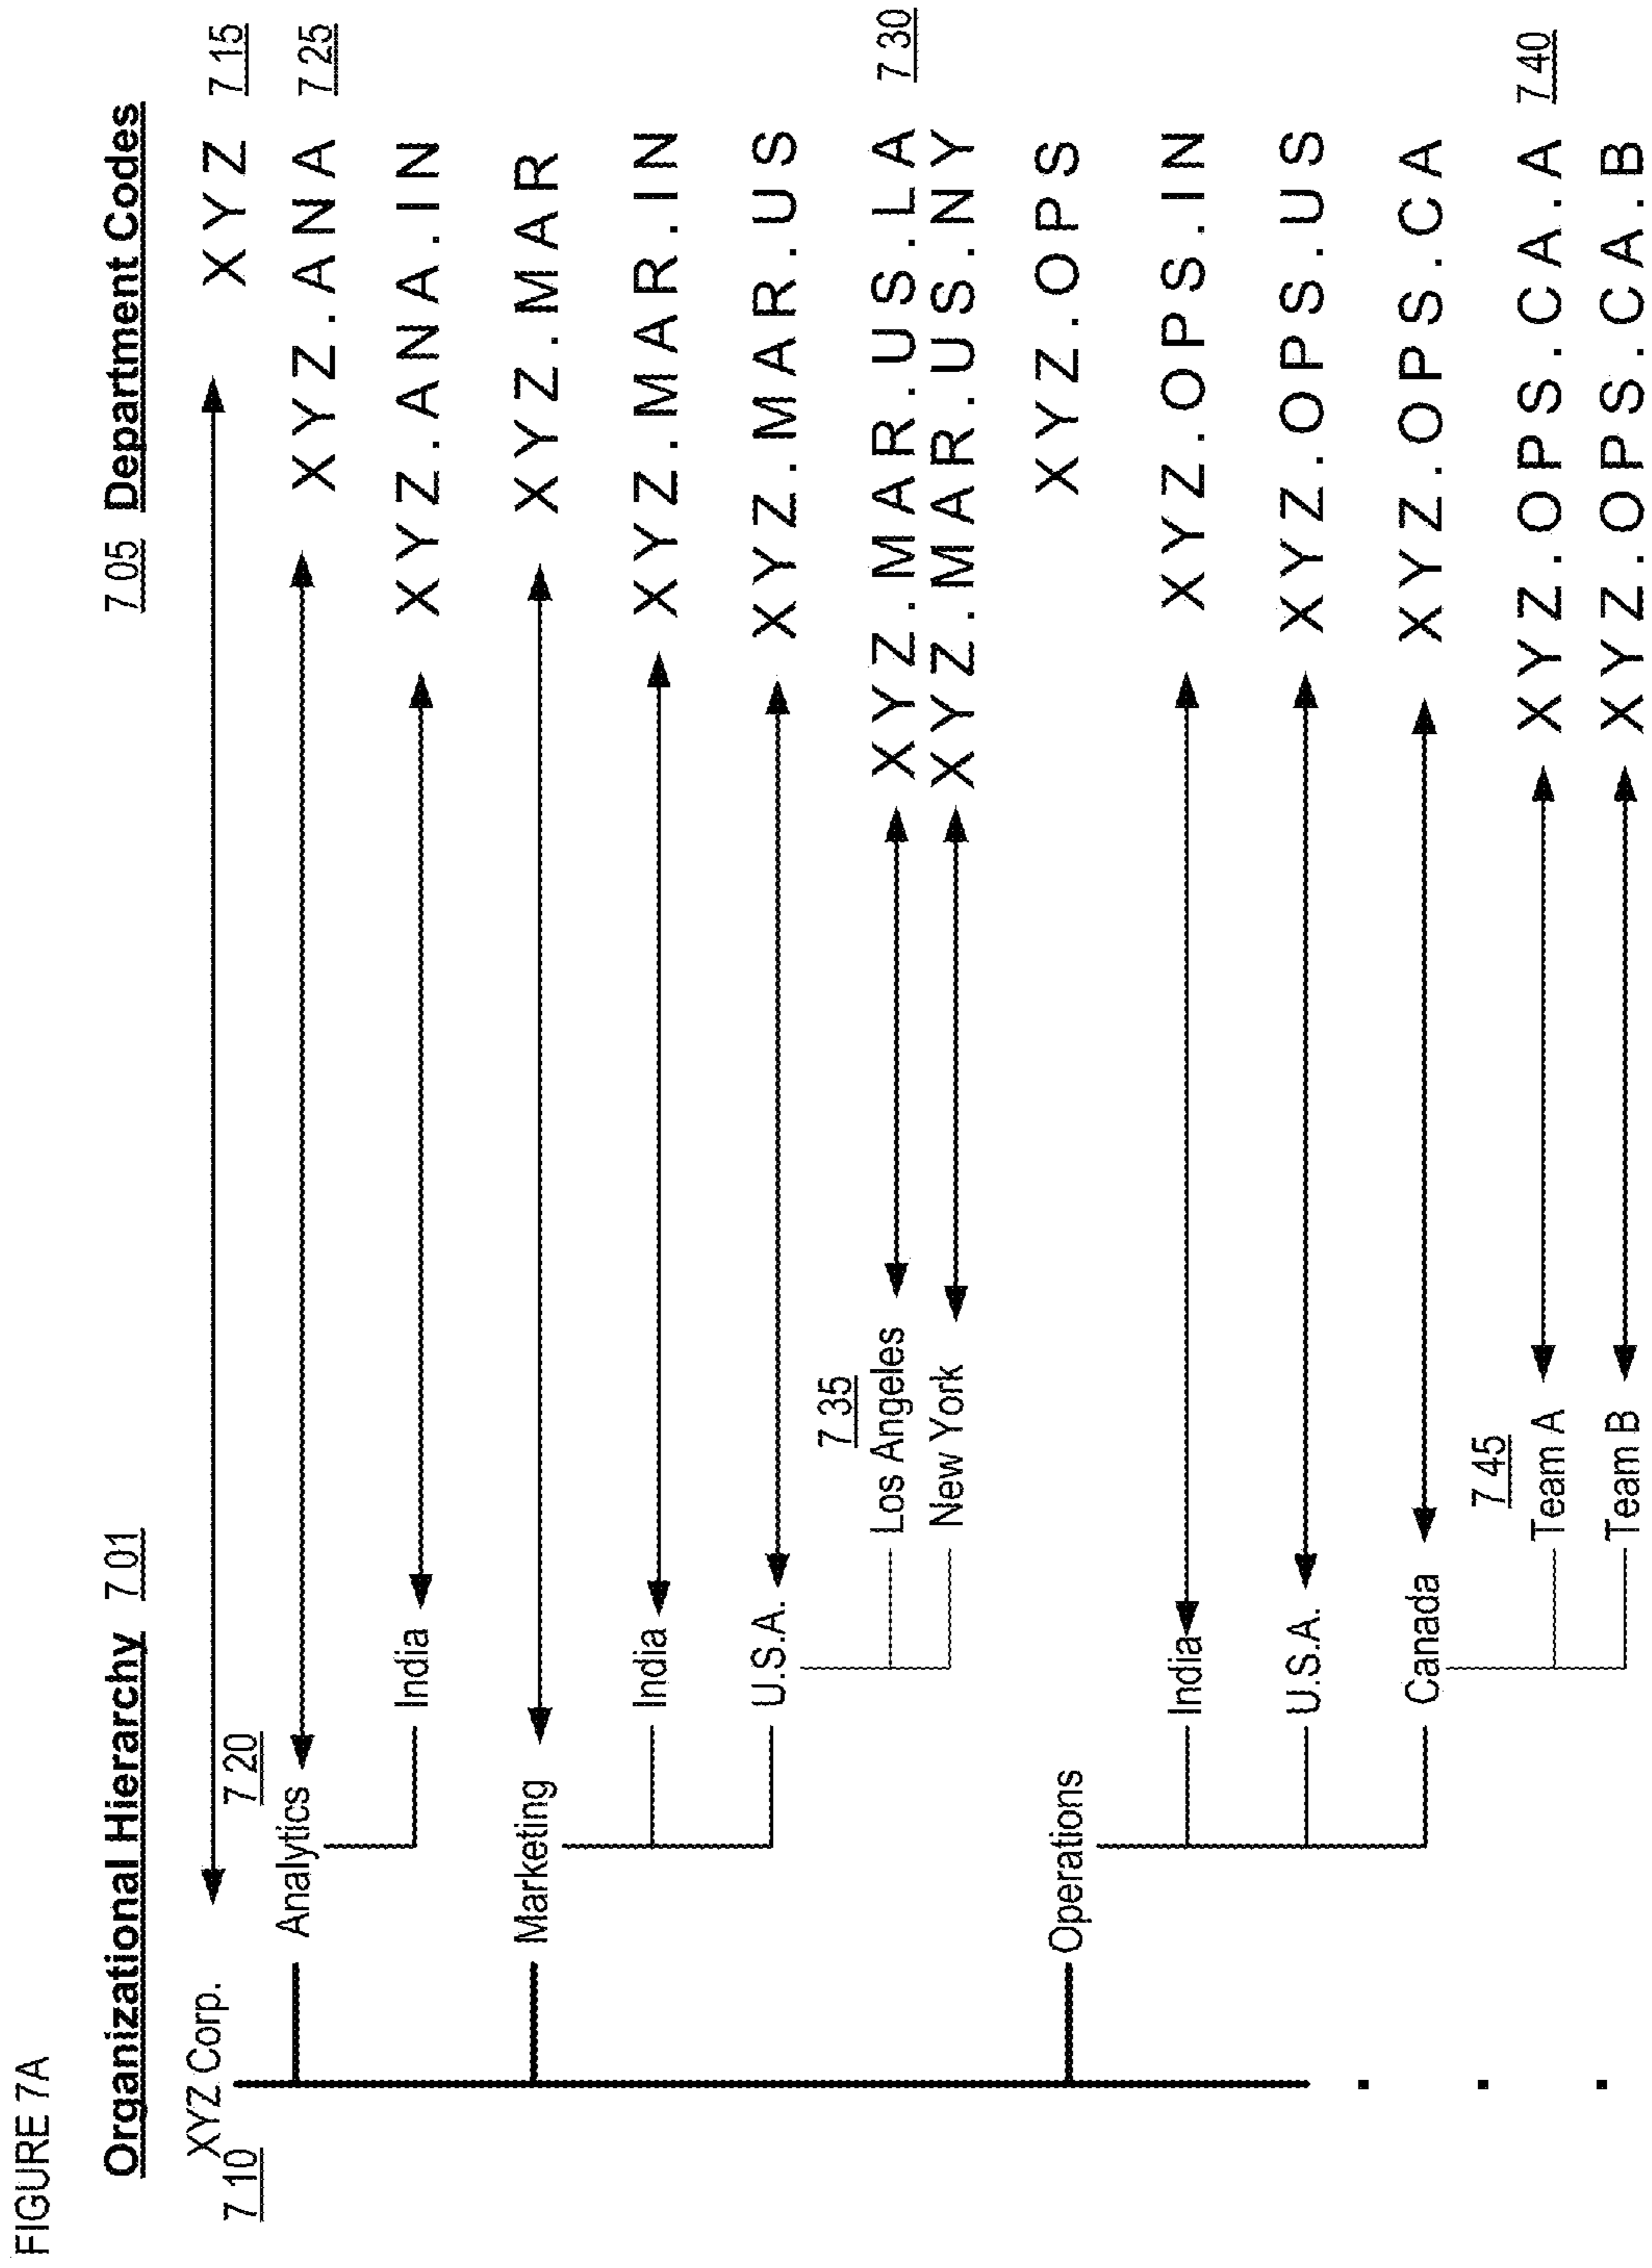 FIGURE 7A
Organizational Hierarchy 7 01 7 05 Department Codes
XYZ Corp. XYZ 7 15
7 10 7 20
Analytics XYZ.ANA 7 25
India XYZ.ANA.IN
Marketing XYZ.MAR
India XYZ.MAR.IN
U.S.A. XYZ.MAR.US
7 35
Los Angeles XYZ.MAR.US.LA 7 30
New York XYZ.MAR.US.NY
Operations XYZ.OPS
India XYZ.OPS.IN
U.S.A. XYZ.OPS.US
Canada XYZ.OPS.CA
7 45
Team A XYZ.OPS.CA.A 7 40
Team B XYZ.OPS.CA.B